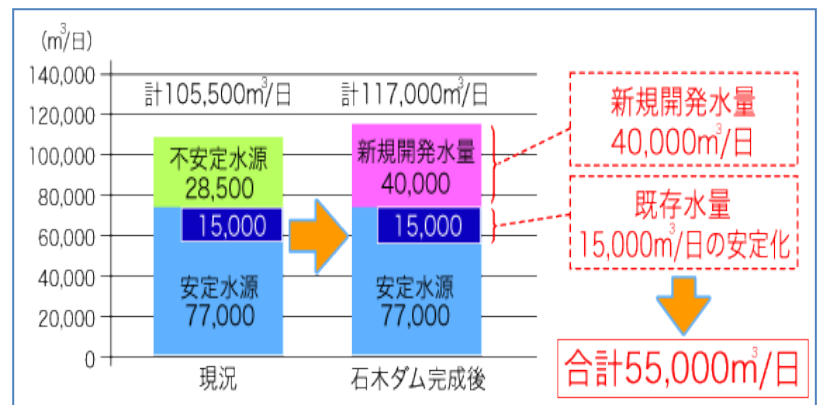 (m³/日)
140,000
120,000
100,000
80,000
60,000
40,000
20,000
0
計105,500m³/日
不安定水源
28,500
15,000
安定水源
77,000
現況
計117,000m³/日
新規開発水量
40,000
15,000
安定水源
77,000
石木ダム完成後
新規開発水量
40,000m³/日
既存水量
15,000m³/日の安定化
合計55,000m³/日